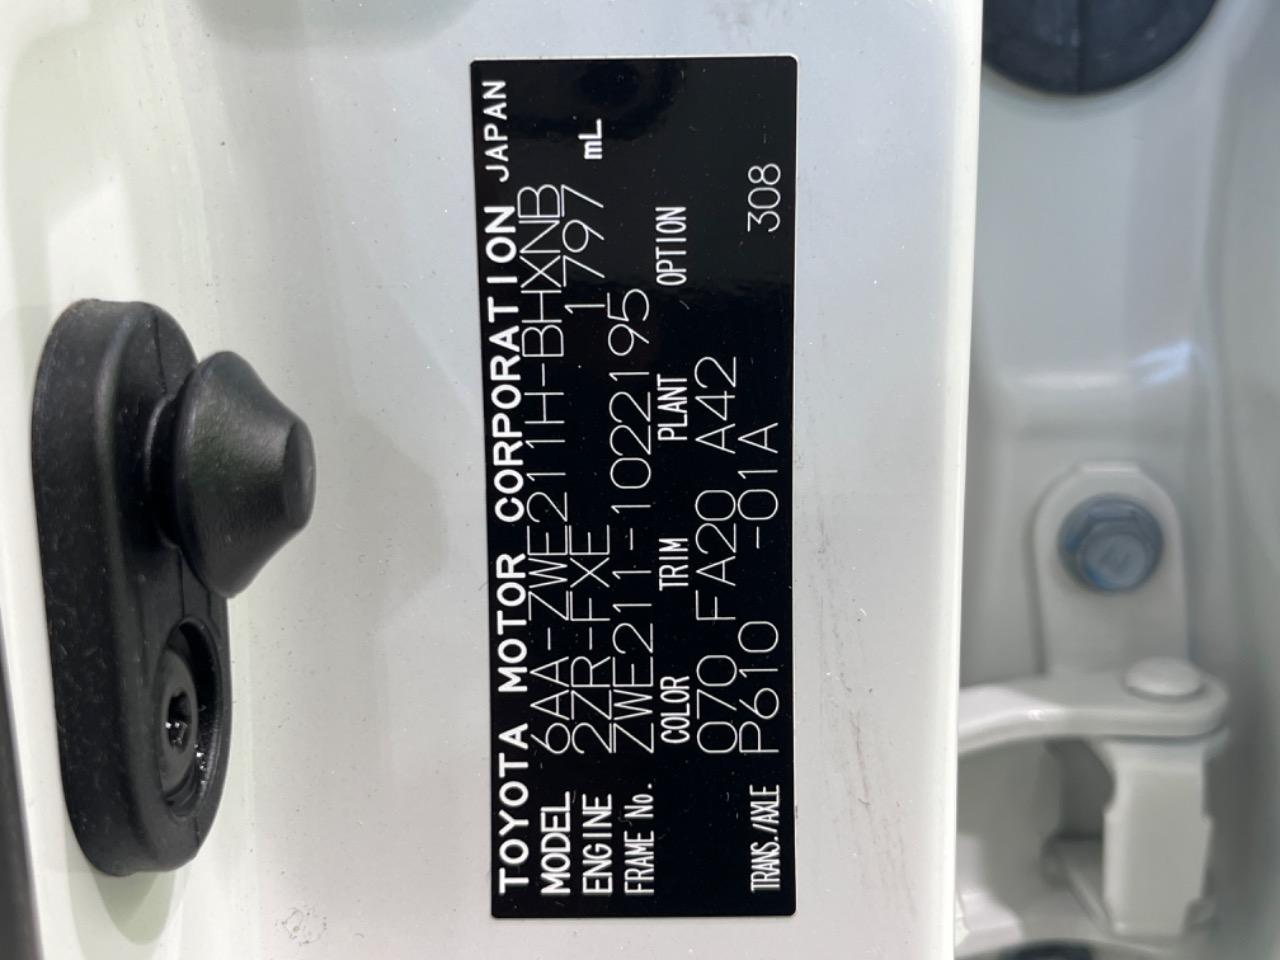 TOYOTA MOTOR CORPORATION JAPAN
MODEL 6AA-ZWE211H-BHXNB
ENGINE 2ZR-FXE 1797 mL
FRAME No. ZWE211-1022195
COLOR TRIM PLANT OPTION
070 FA20 A42
TRANS./AXLE P610 -01A 308